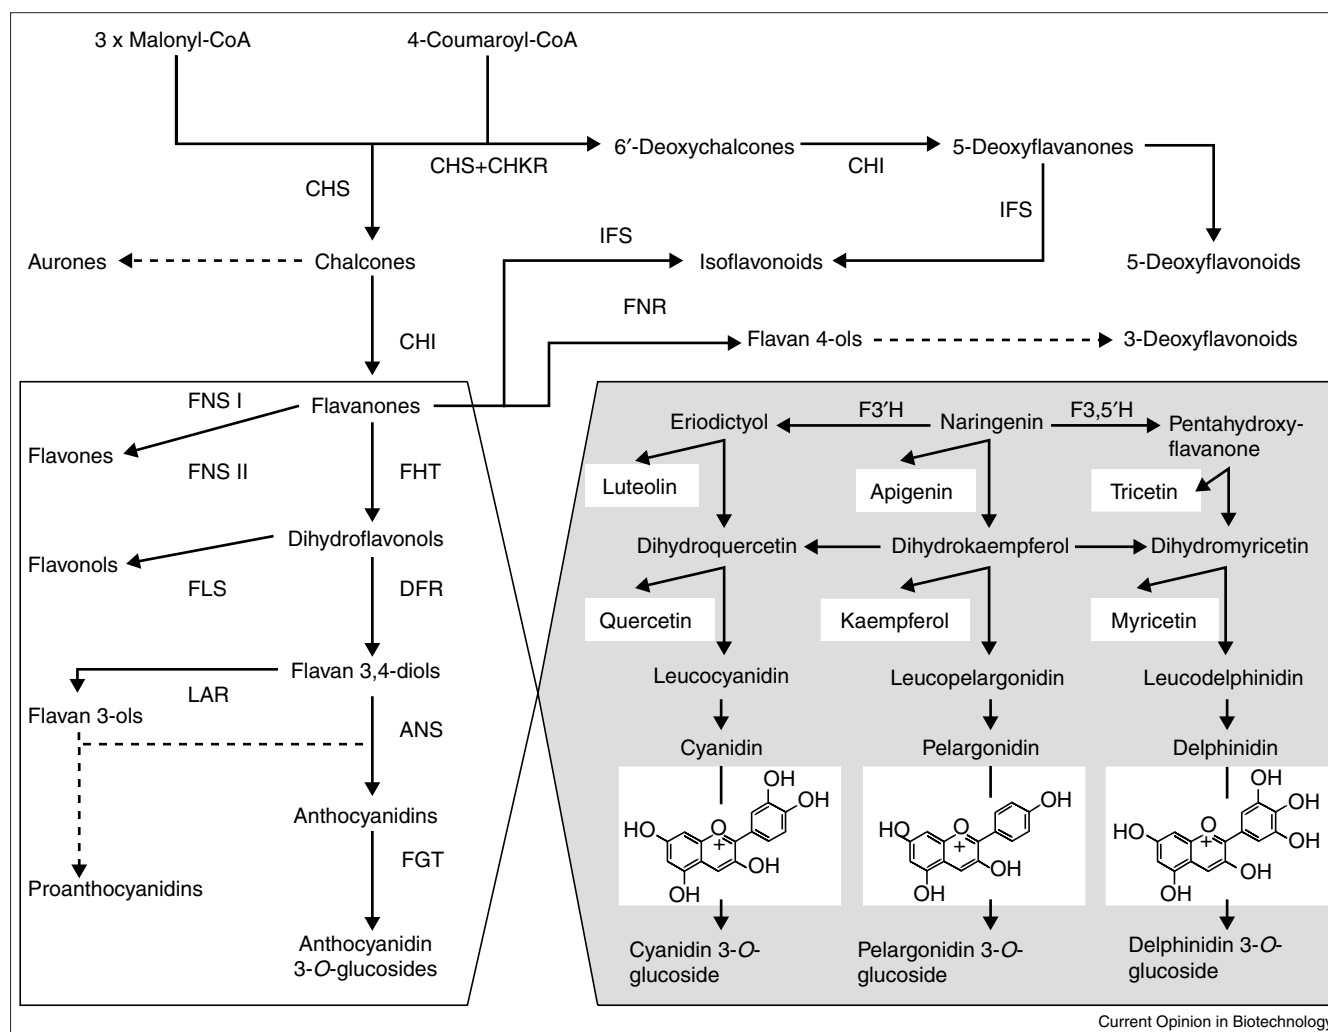 3 x Malonyl-CoA
4-Coumaroyl-CoA
6′-Deoxychalcones
5-Deoxyflavanones
CHS+CHKR
CHI
CHS
IFS
IFS
Aurones
Chalcones
Isoflavonoids
5-Deoxyflavonoids
FNR
CHI
Flavan 4-ols
3-Deoxyflavonoids
FNS I
Flavanones
Flavones
FNS II
FHT
Dihydroflavonols
Flavonols
FLS
DFR
Flavan 3,4-diols
LAR
Flavan 3-ols
ANS
Anthocyanidins
FGT
Proanthocyanidins
Anthocyanidin
3-O-glucosides
Eriodictyol
F3′H
Naringenin
F3,5′H
Pentahydroxy-
flavanone
Luteolin
Apigenin
Tricetin
Dihydroquercetin
Dihydrokaempferol
Dihydromyricetin
Quercetin
Kaempferol
Myricetin
Leucocyanidin
Leucopelargonidin
Leucodelphinidin
Cyanidin
Pelargonidin
Delphinidin
OH
OH
HO
O
+
OH
OH
OH
HO
O
+
OH
OH
OH
OH
OH
HO
O
+
OH
OH
Cyanidin 3-O-
glucoside
Pelargonidin 3-O-
glucoside
Delphinidin 3-O-
glucoside
Current Opinion in Biotechnology